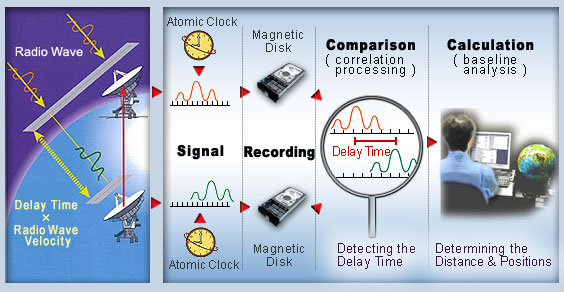 Radio Wave
Delay Time
×
Radio Wave
Velocity
Atomic Clock
Signal
Atomic Clock
Magnetic
Disk
Recording
Magnetic
Disk
Comparison
( correlation
processing )
Delay Time
Detecting the
Delay Time
Calculation
( baseline
analysis )
Determining the
Distance & Positions